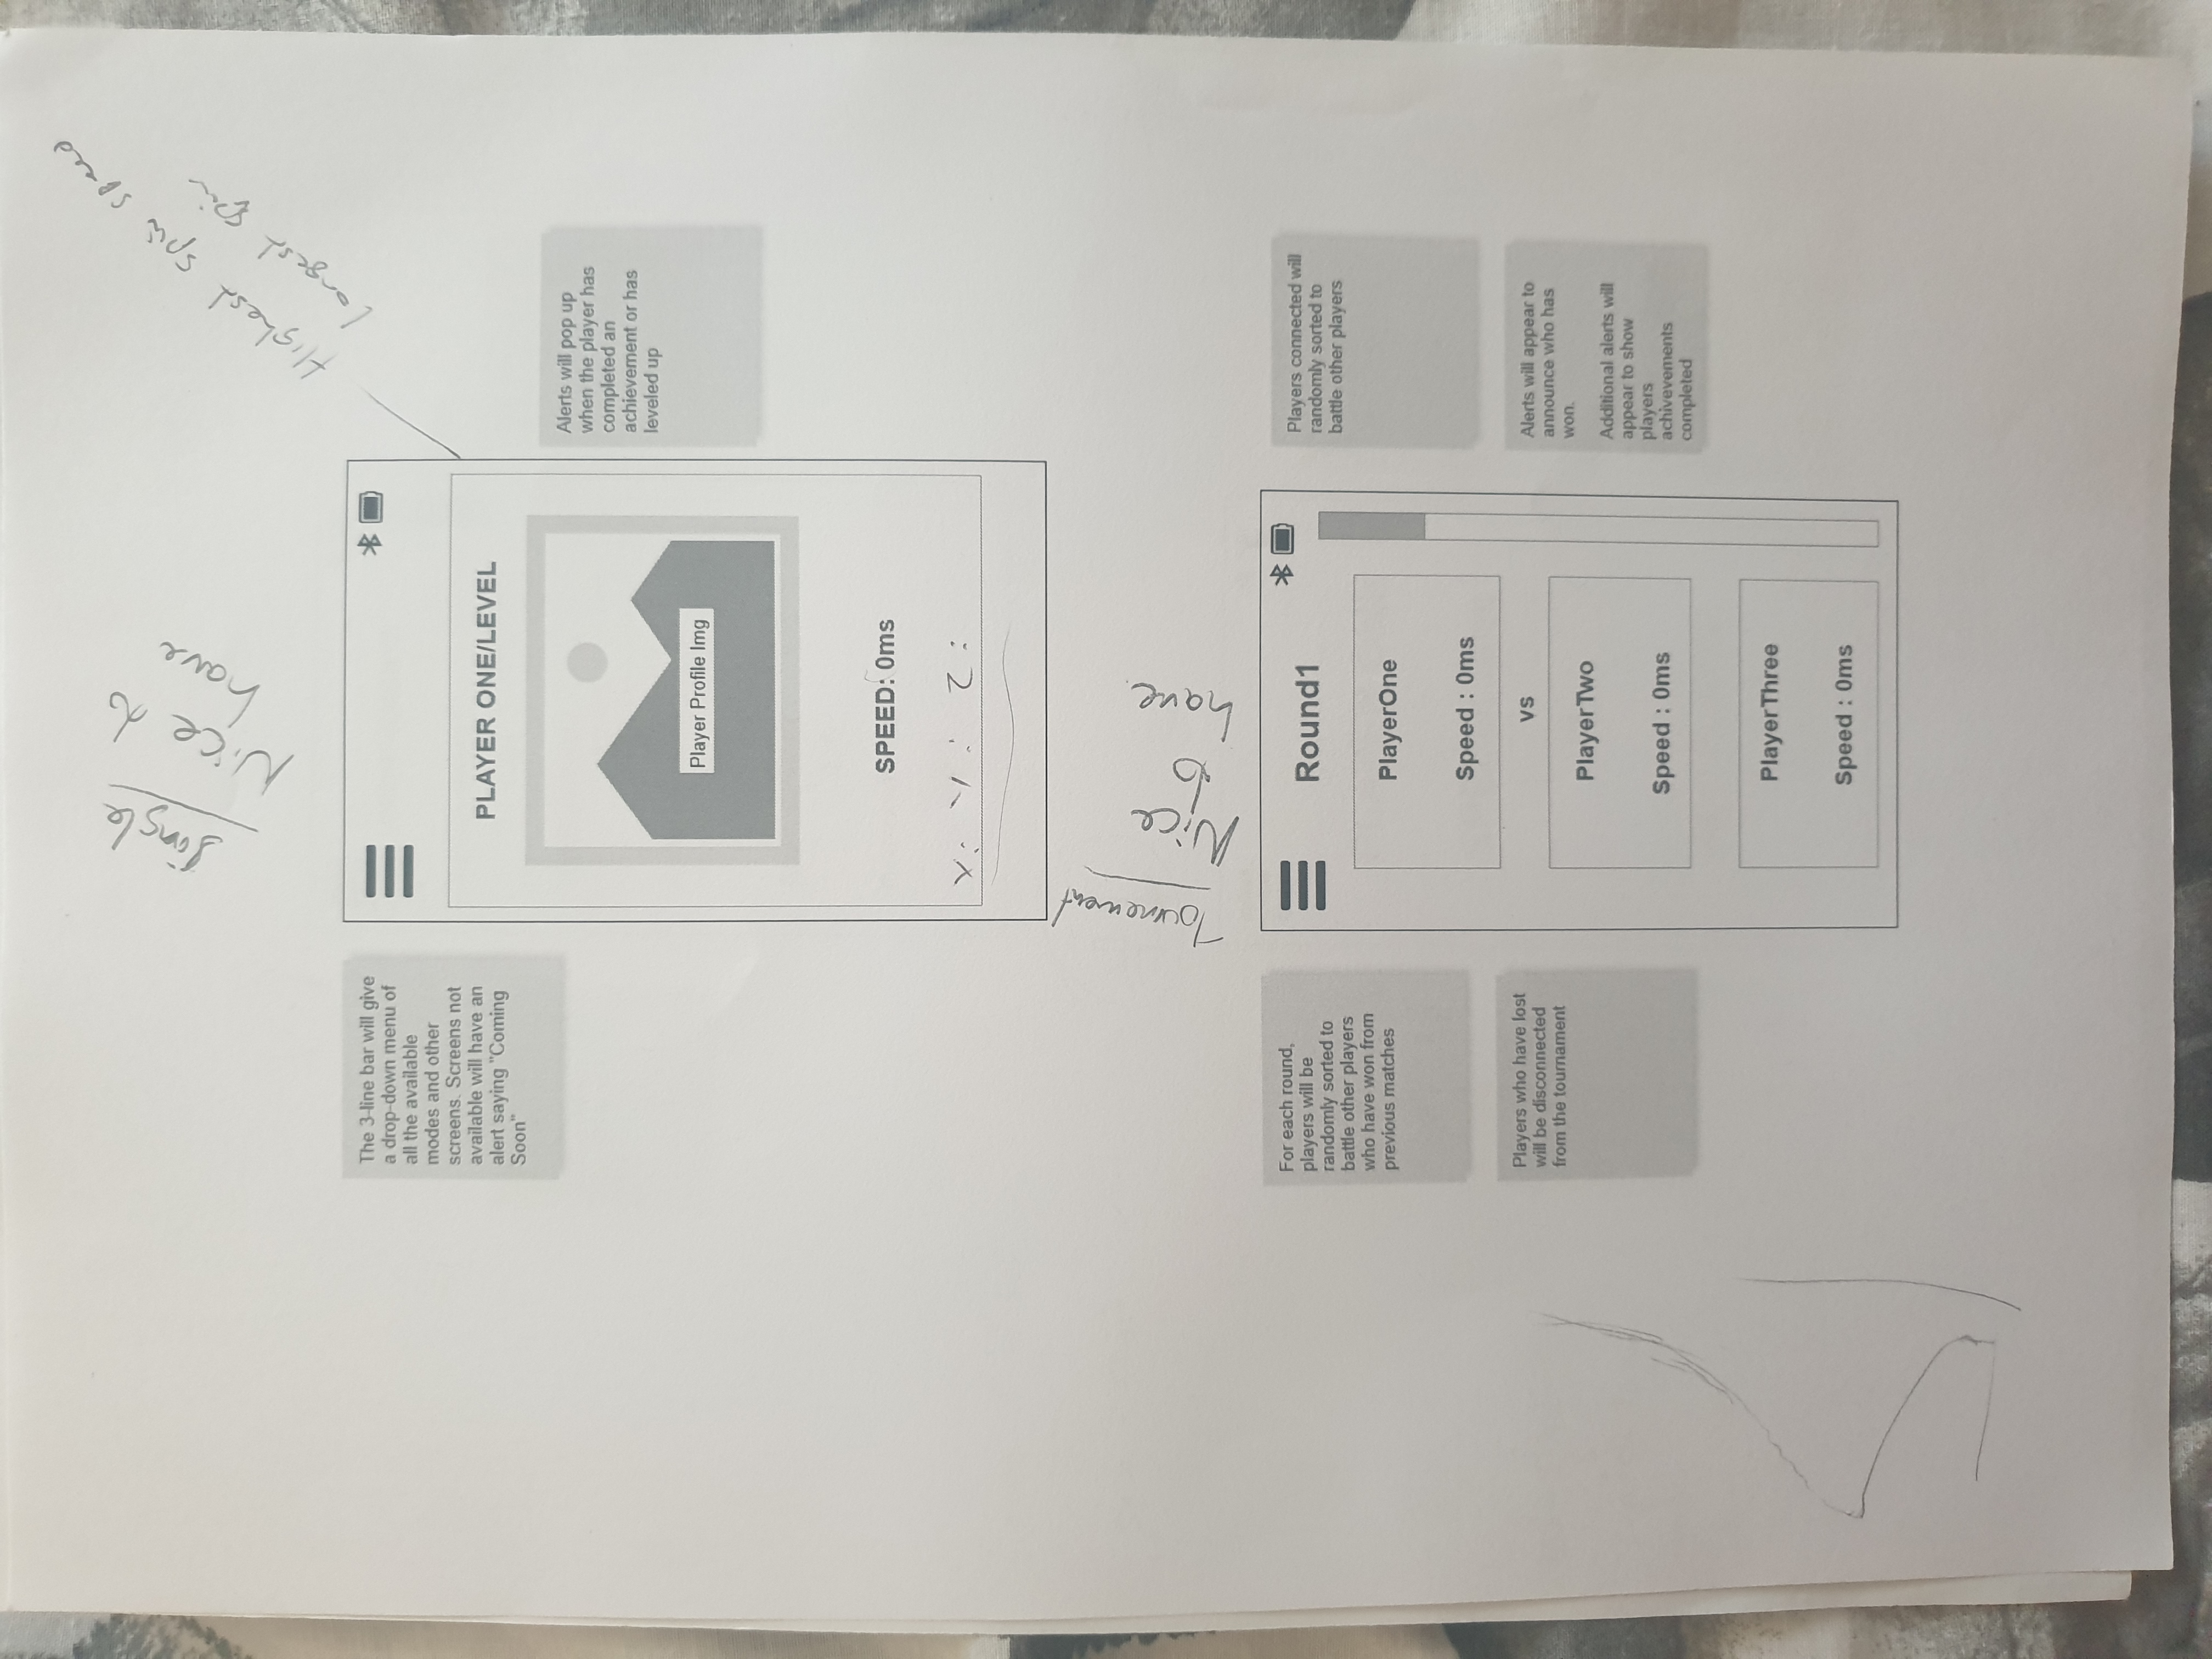 Single / Nice to
have
Highest spin speed
Longest spin
The 3-line bar will give
a drop-down menu of
all the available
modes and other
screens. Screens not
available will have an
alert saying "Coming
Soon"
PLAYER ONE/LEVEL
Player Profile Img
SPEED: 0ms
Alerts will pop up
when the player has
completed an
achievement or has
leveled up
Tournement / Nice to
have
For each round,
players will be
randomly sorted to
battle other players
who have won from
previous matches
Players who have lost
will be disconnected
from the tournament
Round1
PlayerOne
Speed : 0ms
vs
PlayerTwo
Speed : 0ms
PlayerThree
Speed : 0ms
Players connected will
randomly sorted to
battle other players
Alerts will appear to
announce who has
won.
Additional alerts will
appear to show
players
achivevements
completed